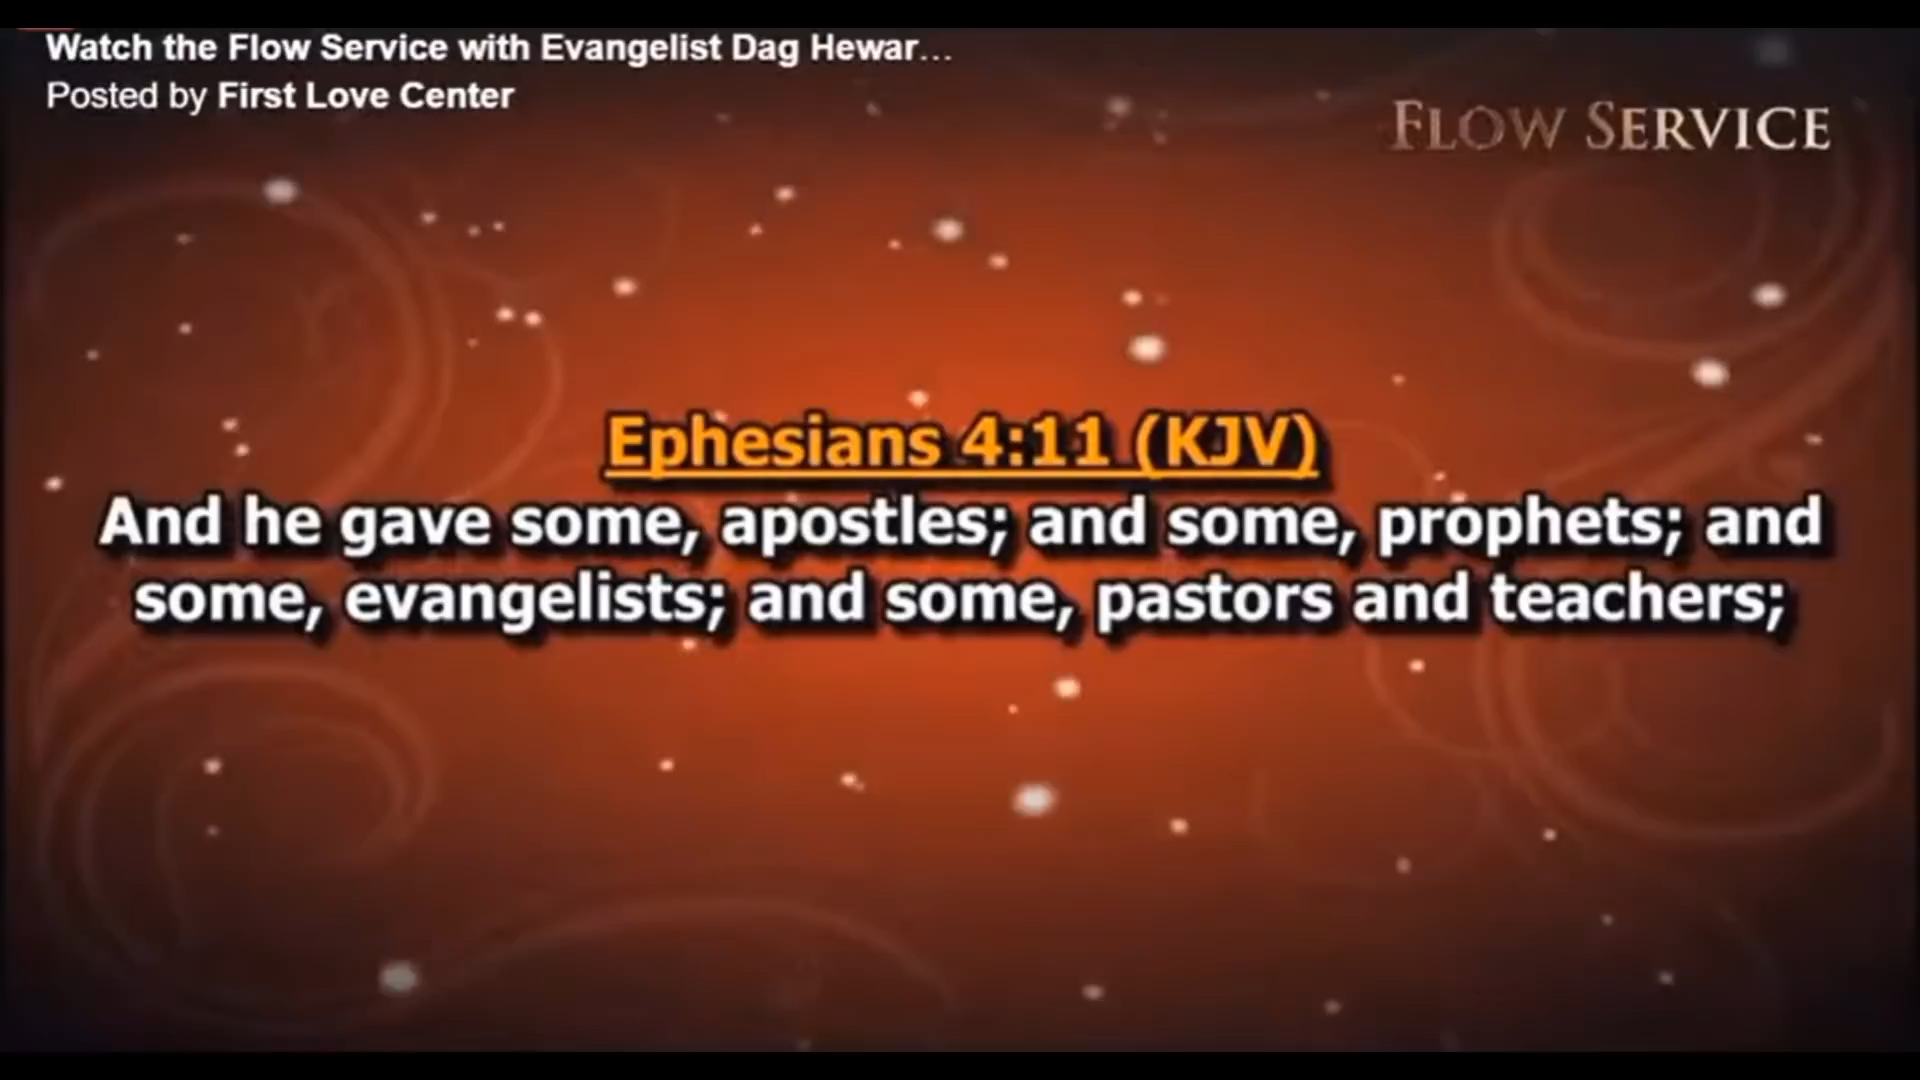 Watch the Flow Service with Evangelist Dag Hewar...
Posted by First Love Center
FLOW SERVICE
Ephesians 4:11 (KJV)
And he gave some, apostles; and some, prophets; and
some, evangelists; and some, pastors and teachers;